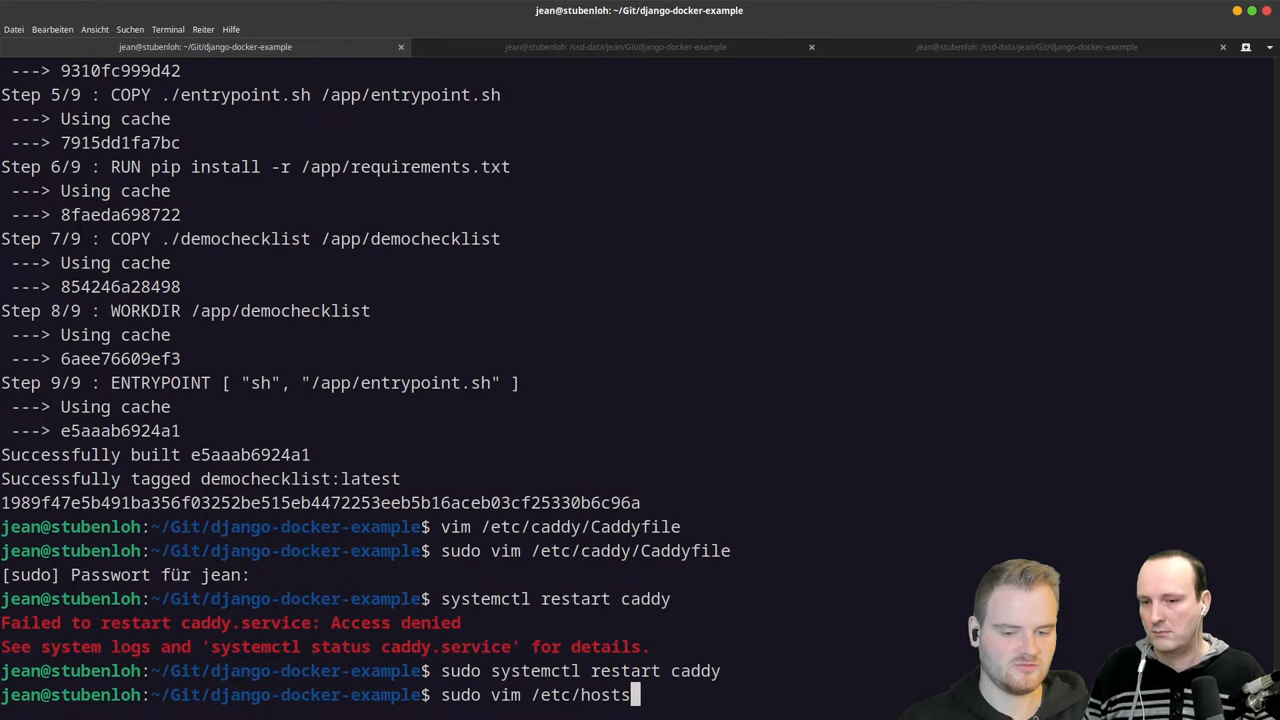 jean@stubenloh: ~/Git/django-docker-example
Datei Bearbeiten Ansicht Suchen Terminal Reiter Hilfe
jean@stubenloh: ~/Git/django-docker-example × jean@stubenloh: /ssd-data/jean/Git/django-docker-example × jean@stubenloh: /ssd-data/jean/Git/django-docker-example ×
---> 9310fc999d42
Step 5/9 : COPY ./entrypoint.sh /app/entrypoint.sh
---> Using cache
---> 7915dd1fa7bc
Step 6/9 : RUN pip install -r /app/requirements.txt
---> Using cache
---> 8faeda698722
Step 7/9 : COPY ./demochecklist /app/demochecklist
---> Using cache
---> 854246a28498
Step 8/9 : WORKDIR /app/demochecklist
---> Using cache
---> 6aee76609ef3
Step 9/9 : ENTRYPOINT [ "sh", "/app/entrypoint.sh" ]
---> Using cache
---> e5aaab6924a1
Successfully built e5aaab6924a1
Successfully tagged demochecklist:latest
1989f47e5b491ba356f03252be515eb4472253eeb5b16aceb03cf25330b6c96a
jean@stubenloh:~/Git/django-docker-example$ vim /etc/caddy/Caddyfile
jean@stubenloh:~/Git/django-docker-example$ sudo vim /etc/caddy/Caddyfile
[sudo] Passwort für jean:
jean@stubenloh:~/Git/django-docker-example$ systemctl restart caddy
Failed to restart caddy.service: Access denied
See system logs and 'systemctl status caddy.service' for details.
jean@stubenloh:~/Git/django-docker-example$ sudo systemctl restart caddy
jean@stubenloh:~/Git/django-docker-example$ sudo vim /etc/hosts